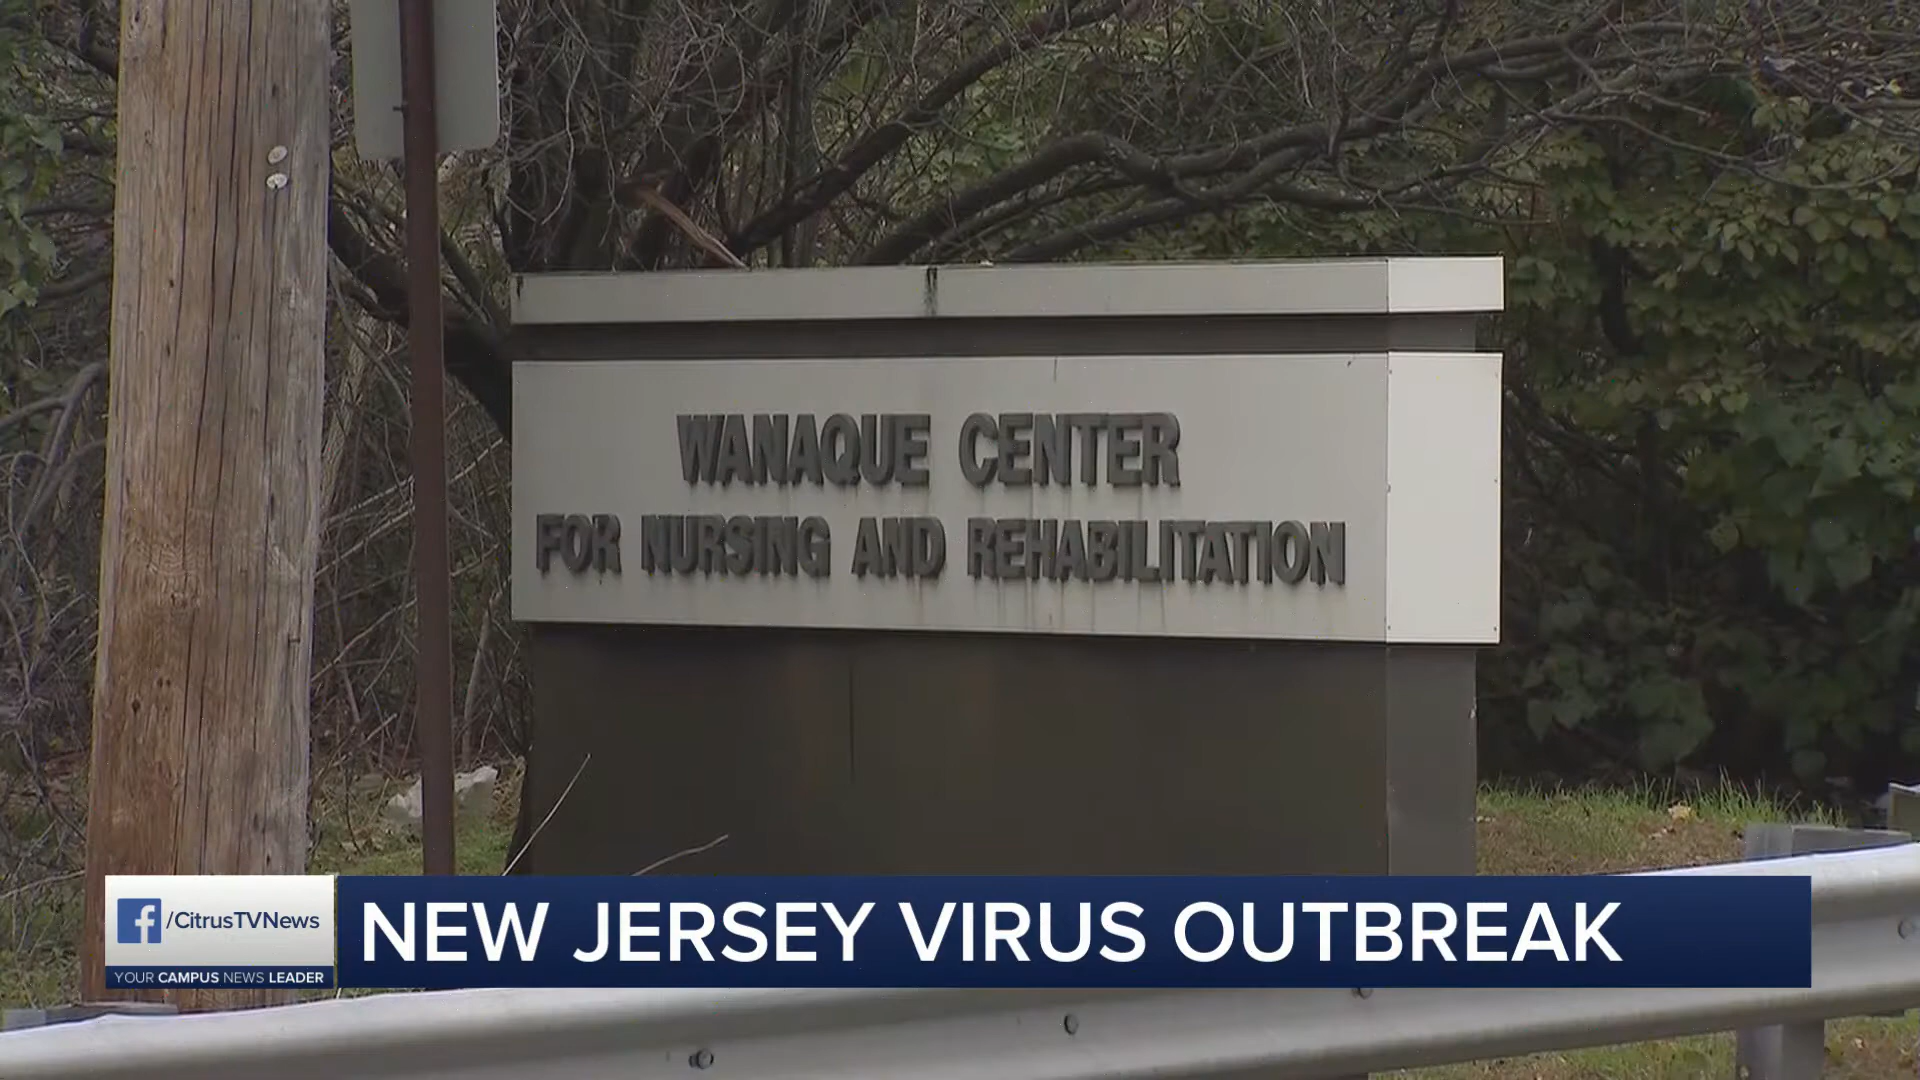 WANAQUE CENTER
FOR NURSING AND REHABILITATION
/CitrusTVNews
YOUR CAMPUS NEWS LEADER
NEW JERSEY VIRUS OUTBREAK